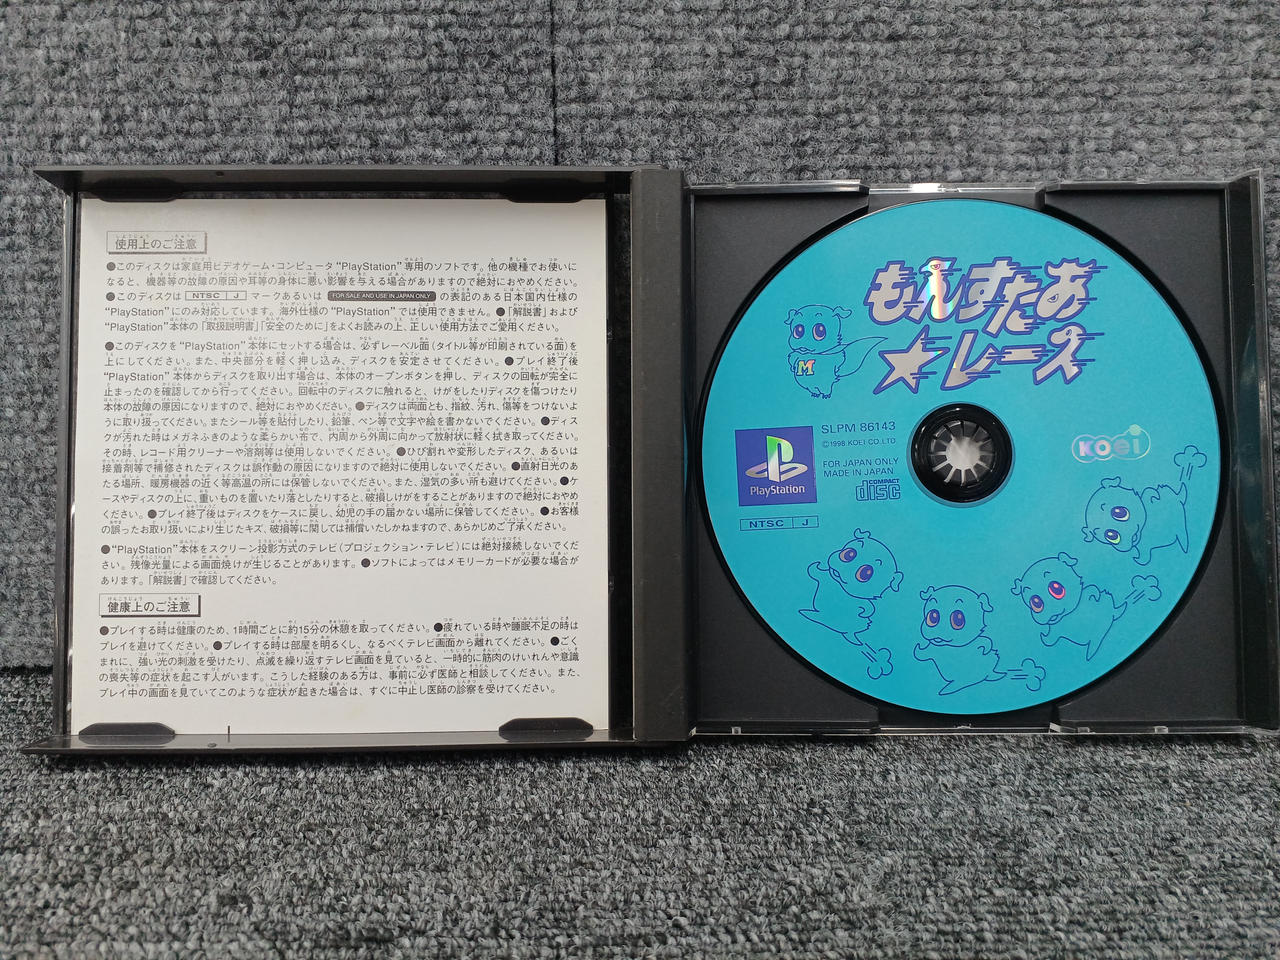 使用上のご注意
●このディスクは家庭用ビデオゲーム・コンピュータ“PlayStation”専用のソフトです。他の機種でお使いに
なると、機器等の故障の原因や耳等の身体に悪い影響を与える場合がありますので絶対におやめください。
●このディスクは NTSC J マークあるいは FOR SALE AND USE IN JAPAN ONLY の表記のある日本国内仕様の
“PlayStation”にのみ対応しています。海外仕様の“PlayStation”では使用できません。●「解説書」および
“PlayStation”本体の「取扱説明書」「安全のために」をよくお読みの上、正しい使用方法でご愛用ください。
●このディスクを“PlayStation”本体にセットする場合は、必ずレーベル面(タイトル等が印刷されている面)を
上にしてください。また、中央部分を軽く押し込み、ディスクを安定させてください。●プレイ終了後
“PlayStation”本体からディスクを取り出す場合は、本体のオープンボタンを押し、ディスクの回転が完全に
止まったのを確認してから行ってください。回転中のディスクに触れると、けがをしたりディスクを傷つけたり
本体の故障の原因になりますので、絶対におやめください。●ディスクは両面とも、指紋、汚れ、傷等をつけないよ
うに取り扱ってください。またシール等を貼付したり、鉛筆、ペン等で文字や絵を書かないでください。●ディス
クが汚れた時はメガネふきのような柔らかい布で、内周から外周に向かって放射状に軽く拭き取ってください。
その時、レコード用クリーナーや溶剤等は使用しないでください。●ひび割れや変形したディスク、あるいは
接着剤等で補修されたディスクは誤作動の原因になりますので絶対に使用しないでください。●直射日光のあ
たる場所、暖房機器の近く等高温の所には保管しないでください。また、湿気の多い所も避けてください。●ケ
ースやディスクの上に、重いものを置いたり落としたりすると、破損しけがをすることがありますので絶対におやめ
ください。●プレイ終了後はディスクをケースに戻し、幼児の手の届かない場所に保管してください。●お客様
の誤ったお取り扱いにより生じたキズ、破損等に関しては補償いたしかねますので、あらかじめご了承ください。
●“PlayStation”本体をスクリーン投影方式のテレビ(プロジェクション・テレビ)には絶対接続しないでくだ
さい。残像光量による画面焼けが生じることがあります。●ソフトによってはメモリーカードが必要な場合が
あります。「解説書」で確認してください。
健康上のご注意
●プレイする時は健康のため、1時間ごとに約15分の休憩を取ってください。●疲れている時や睡眠不足の時は
プレイを避けてください。●プレイする時は部屋を明るくし、なるべくテレビ画面から離れてください。●ごく
まれに、強い光の刺激を受けたり、点滅を繰り返すテレビ画面を見ていると、一時的に筋肉のけいれんや意識
の喪失等の症状を起こす人がいます。こうした経験のある方は、事前に必ず医師と相談してください。また、
プレイ中の画面を見ていてこのような症状が起きた場合は、すぐに中止し医師の診察を受けてください。
もんすたあ
★レース
M
SLPM 86143
©1998 KOEI CO.LTD
FOR JAPAN ONLY
MADE IN JAPAN
COMPACT
disc
PlayStation
NTSC J
KOEI